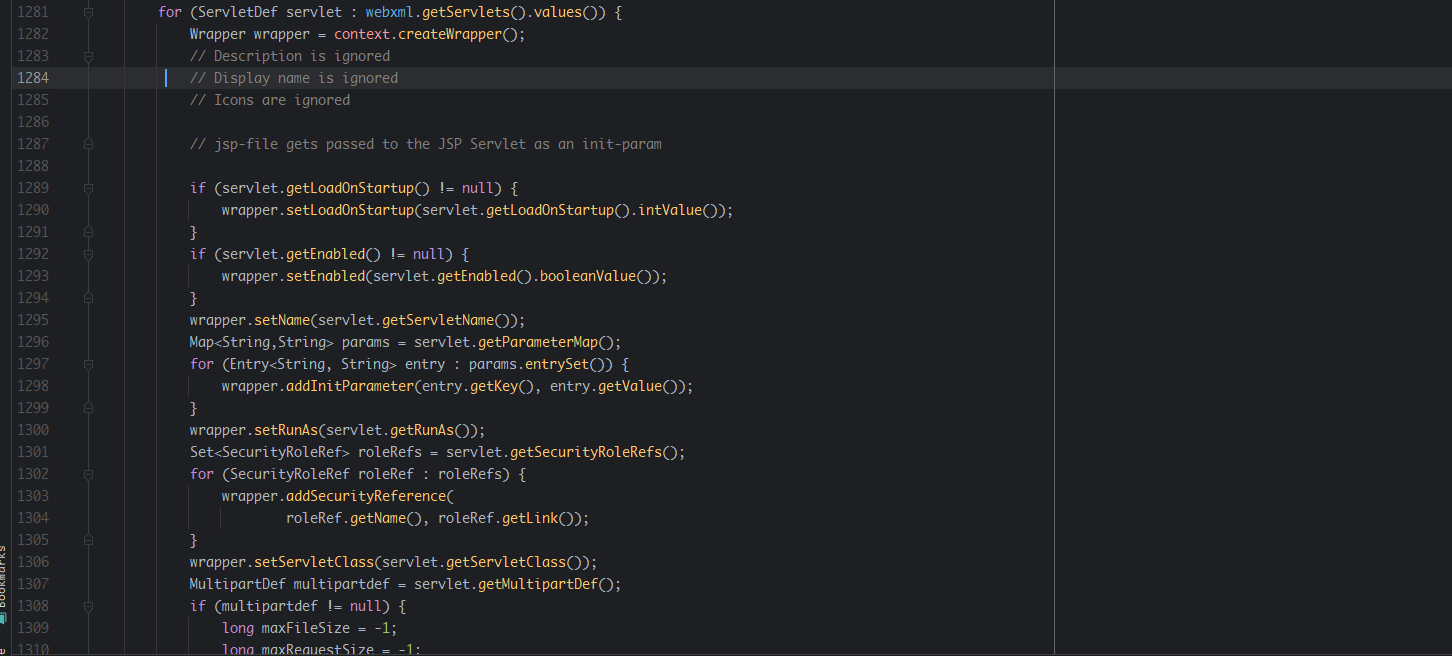 1281 for (ServletDef servlet : webxml.getServlets().values()) {
1282 Wrapper wrapper = context.createWrapper();
1283 // Description is ignored
1284 // Display name is ignored
1285 // Icons are ignored
1286
1287 // jsp-file gets passed to the JSP Servlet as an init-param
1288
1289 if (servlet.getLoadOnStartup() != null) {
1290 wrapper.setLoadOnStartup(servlet.getLoadOnStartup().intValue());
1291 }
1292 if (servlet.getEnabled() != null) {
1293 wrapper.setEnabled(servlet.getEnabled().booleanValue());
1294 }
1295 wrapper.setName(servlet.getServletName());
1296 Map<String,String> params = servlet.getParameterMap();
1297 for (Entry<String, String> entry : params.entrySet()) {
1298 wrapper.addInitParameter(entry.getKey(), entry.getValue());
1299 }
1300 wrapper.setRunAs(servlet.getRunAs());
1301 Set<SecurityRoleRef> roleRefs = servlet.getSecurityRoleRefs();
1302 for (SecurityRoleRef roleRef : roleRefs) {
1303 wrapper.addSecurityReference(
1304 roleRef.getName(), roleRef.getLink());
1305 }
1306 wrapper.setServletClass(servlet.getServletClass());
1307 MultipartDef multipartdef = servlet.getMultipartDef();
1308 if (multipartdef != null) {
1309 long maxFileSize = -1;
1310 long maxRequestSize = -1;
Bookmarks